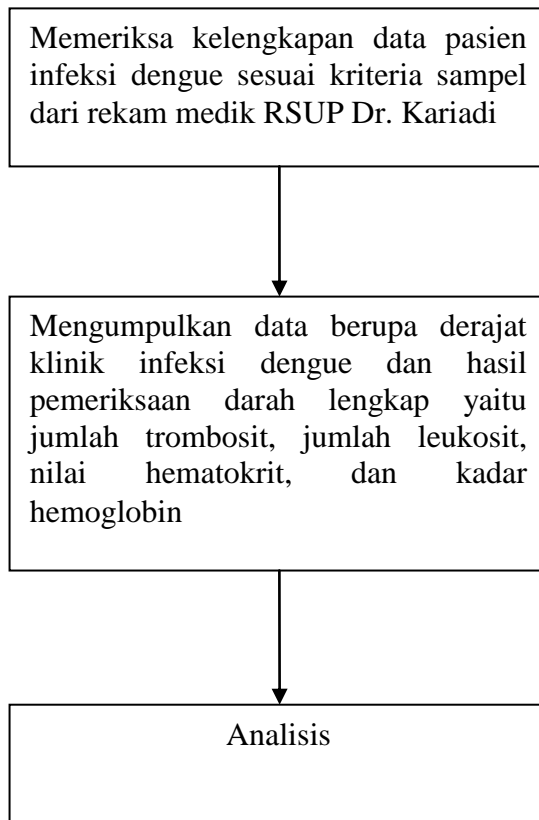 Memeriksa kelengkapan data pasien
infeksi dengue sesuai kriteria sampel
dari rekam medik RSUP Dr. Kariadi
Mengumpulkan data berupa derajat
klinik infeksi dengue dan hasil
pemeriksaan darah lengkap yaitu
jumlah trombosit, jumlah leukosit,
nilai hematokrit, dan kadar
hemoglobin
Analisis